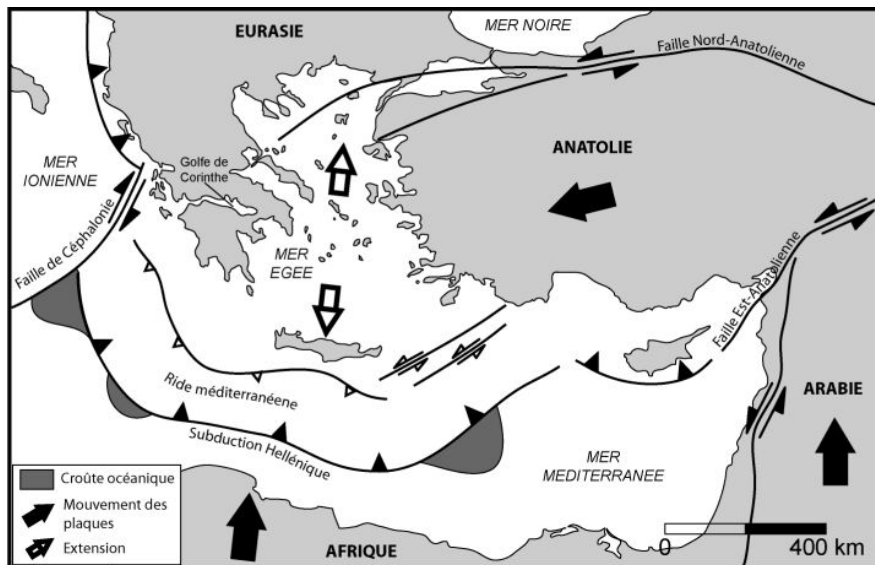 MER NOIRE
EURASIE
Faille Nord-Anatolienne
Golfe de
Corinthe
ANATOLIE
MER
IONIENNE
Faille de Céphalonie
MER
EGEE
Faille Est-Anatolienne
Ride méditerranéene
Subduction Hellénique
ARABIE
MER
MEDITERRANEE
Croûte océanique
Mouvement des
plaques
Extension
AFRIQUE
0
400 km